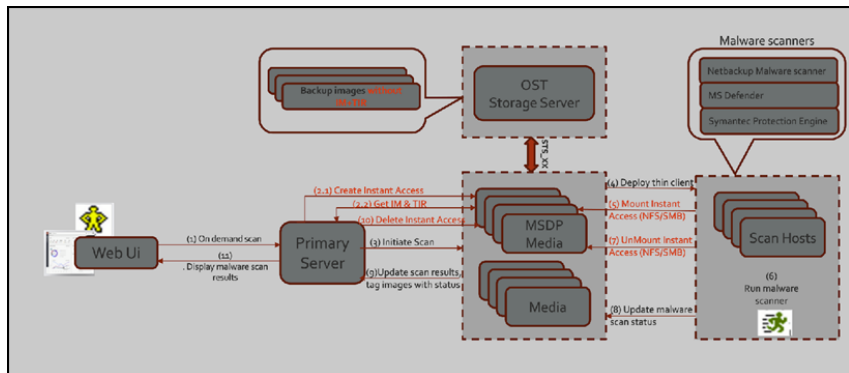 Malware scanners
Netbackup Malware scanner
MS Defender
Symantec Protection Engine
Backup images without
IM+TIR
OST
Storage Server
STS_XX
(2.1) Create Instant Access
(2.2) Get IM & TIR
(10) Delete Instant Access
(3) Initiate Scan
(9)Update scan results,
tag images with status
(1) On demand scan
(11)
. Display malware scan
results
Web Ui
Primary
Server
MSDP
Media
Media
(4) Deploy thin client
(5) Mount Instant
Access (NFS/SMB)
(7) UnMount Instant
Access (NFS/SMB)
(8) Update malware
scan status
Scan Hosts
(6)
Run malware
scanner